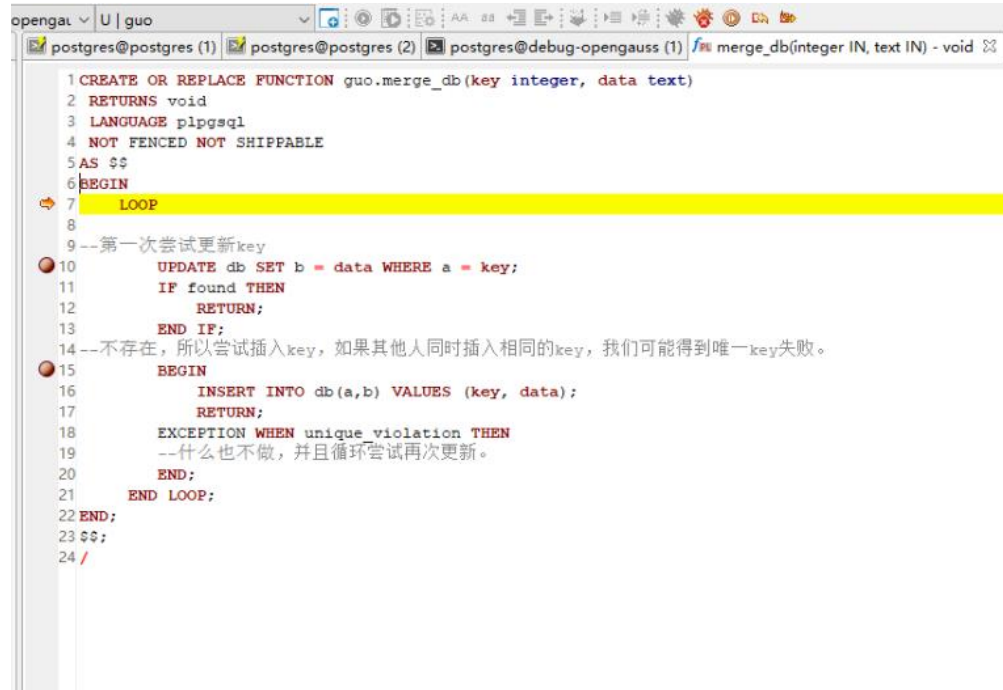 opengau U | guo
postgres@postgres (1) postgres@postgres (2) postgres@debug-opengauss (1) merge_db(integer IN, text IN) - void
1 CREATE OR REPLACE FUNCTION guo.merge_db(key integer, data text)
2 RETURNS void
3 LANGUAGE plpgsql
4 NOT FENCED NOT SHIPPABLE
5 AS $$
6 BEGIN
7 LOOP
8
9 --第一次尝试更新key
10 UPDATE db SET b = data WHERE a = key;
11 IF found THEN
12 RETURN;
13 END IF;
14 --不存在，所以尝试插入key，如果其他人同时插入相同的key，我们可能得到唯一key失败。
15 BEGIN
16 INSERT INTO db(a,b) VALUES (key, data);
17 RETURN;
18 EXCEPTION WHEN unique_violation THEN
19 --什么也不做，并且循环尝试再次更新。
20 END;
21 END LOOP;
22 END;
23 $$;
24 /